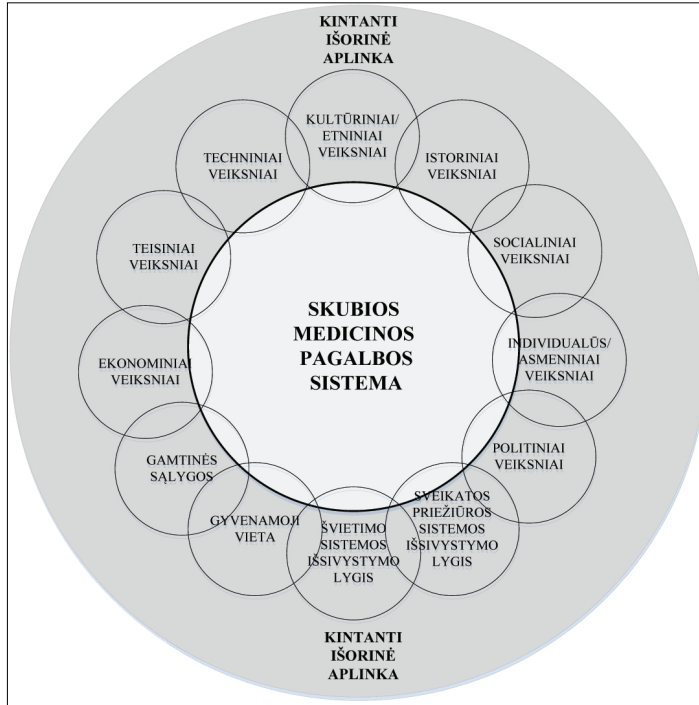 KINTANTI
IŠORINĖ
APLINKA
KULTŪRINIAI/
ETNINIAI
VEIKSNIAI
ISTORINIAI
VEIKSNIAI
SOCIALINIAI
VEIKSNIAI
INDIVIDUALŪS/
ASMENINIAI
VEIKSNIAI
POLITINIAI
VEIKSNIAI
SVEIKATOS
PRIEŽIŪROS
SISTEMOS
IŠSIVYSTYMO
LYGIS
ŠVIETIMO
SISTEMOS
IŠSIVYSTYMO
LYGIS
GYVENAMOJI
VIETA
GAMTINĖS
SĄLYGOS
EKONOMINIAI
VEIKSNIAI
TEISINIAI
VEIKSNIAI
TECHNINIAI
VEIKSNIAI
SKUBIOS
MEDICINOS
PAGALBOS
SISTEMA
KINTANTI
IŠORINĖ
APLINKA